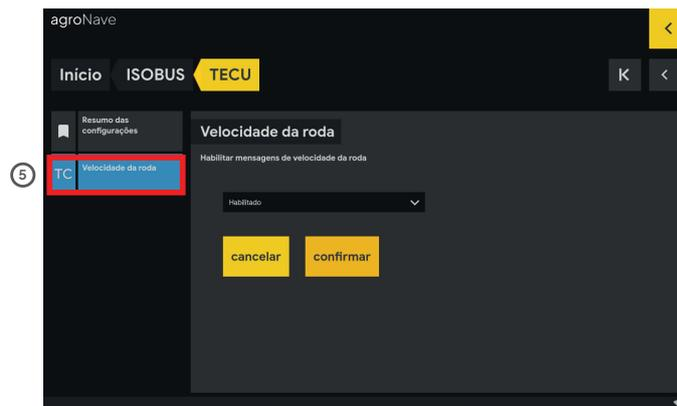 agroNave
Início ISOBUS TECU
K
Resumo das
configurações
5
TC Velocidade da roda
Velocidade da roda
Habilitar mensagens de velocidade da roda
Habilitado
cancelar confirmar